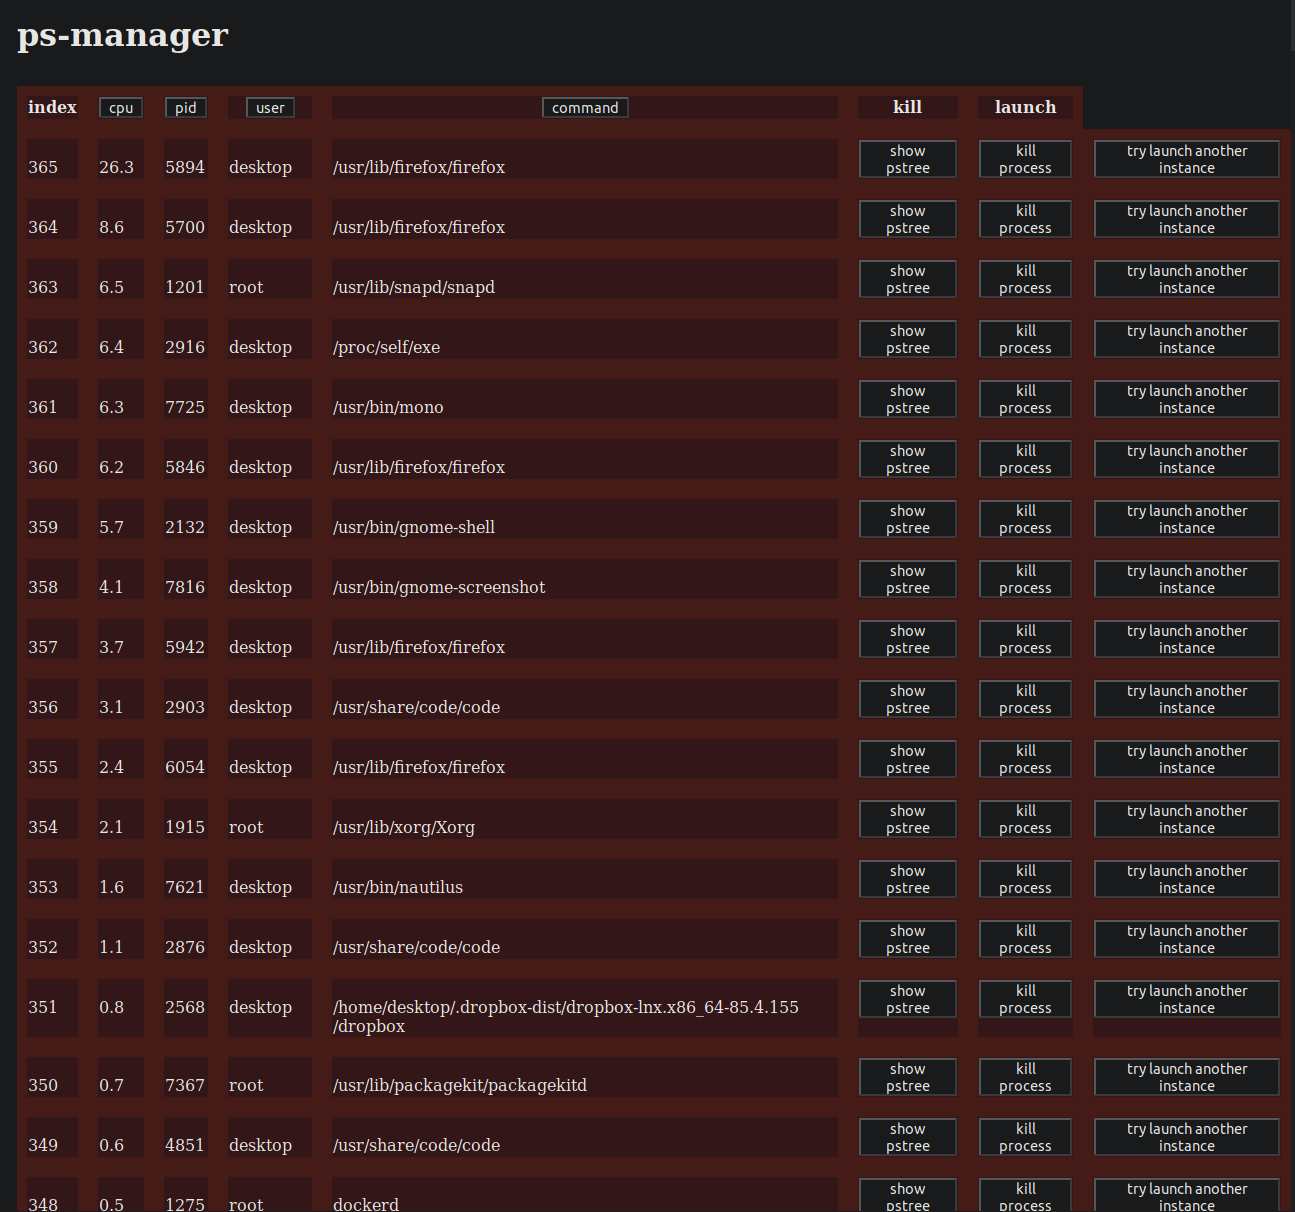 ps-manager
index cpu pid user command kill launch
365 26.3 5894 desktop /usr/lib/firefox/firefox show pstree kill process try launch another instance
364 8.6 5700 desktop /usr/lib/firefox/firefox show pstree kill process try launch another instance
363 6.5 1201 root /usr/lib/snapd/snapd show pstree kill process try launch another instance
362 6.4 2916 desktop /proc/self/exe show pstree kill process try launch another instance
361 6.3 7725 desktop /usr/bin/mono show pstree kill process try launch another instance
360 6.2 5846 desktop /usr/lib/firefox/firefox show pstree kill process try launch another instance
359 5.7 2132 desktop /usr/bin/gnome-shell show pstree kill process try launch another instance
358 4.1 7816 desktop /usr/bin/gnome-screenshot show pstree kill process try launch another instance
357 3.7 5942 desktop /usr/lib/firefox/firefox show pstree kill process try launch another instance
356 3.1 2903 desktop /usr/share/code/code show pstree kill process try launch another instance
355 2.4 6054 desktop /usr/lib/firefox/firefox show pstree kill process try launch another instance
354 2.1 1915 root /usr/lib/xorg/Xorg show pstree kill process try launch another instance
353 1.6 7621 desktop /usr/bin/nautilus show pstree kill process try launch another instance
352 1.1 2876 desktop /usr/share/code/code show pstree kill process try launch another instance
351 0.8 2568 desktop /home/desktop/.dropbox-dist/dropbox-lnx.x86_64-85.4.155 show pstree kill process try launch another instance
/dropbox
350 0.7 7367 root /usr/lib/packagekit/packagekitd show pstree kill process try launch another instance
349 0.6 4851 desktop /usr/share/code/code show pstree kill process try launch another instance
348 0.5 1275 root dockerd show pstree kill process try launch another instance